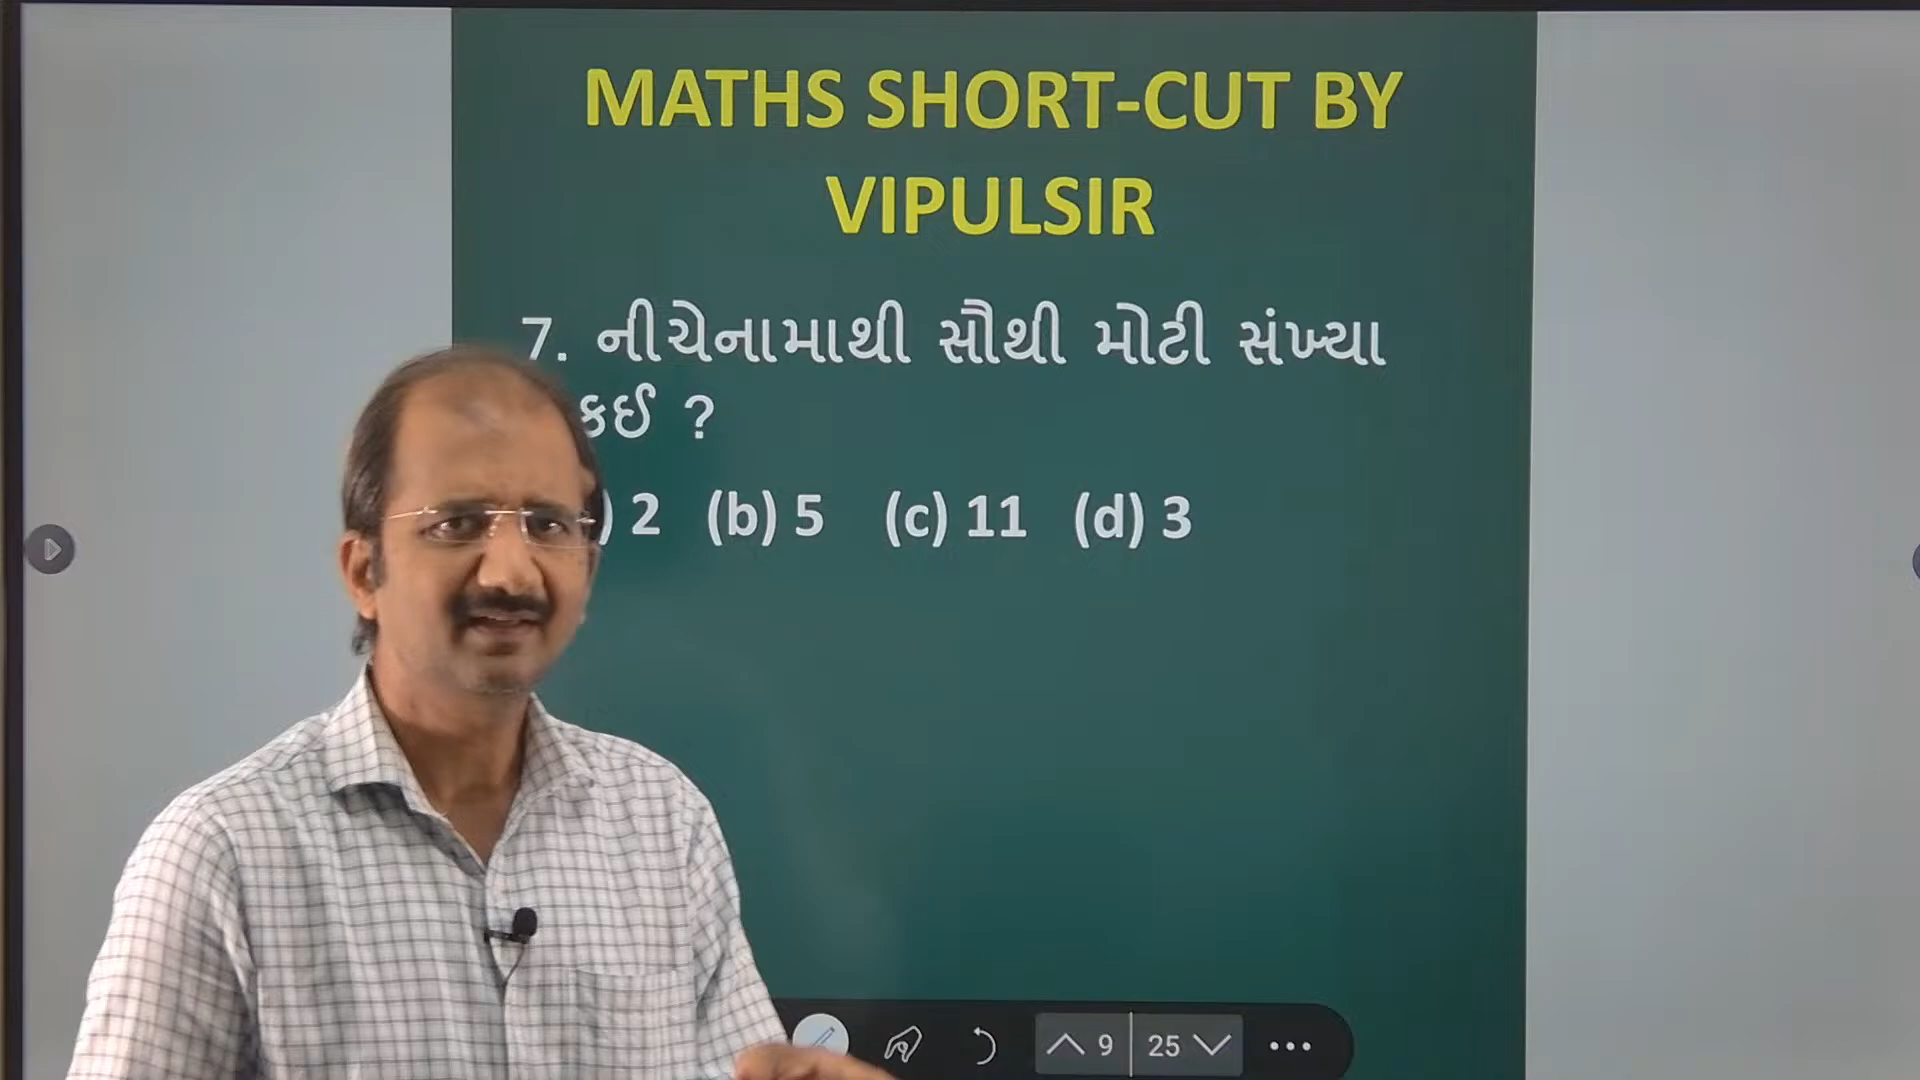 MATHS SHORT-CUT BY
VIPULSIR
7. નીચેનામાથી સૌથી મોટી સંખ્યા
કઈ ?
) 2 (b) 5 (c) 11 (d) 3
9 25